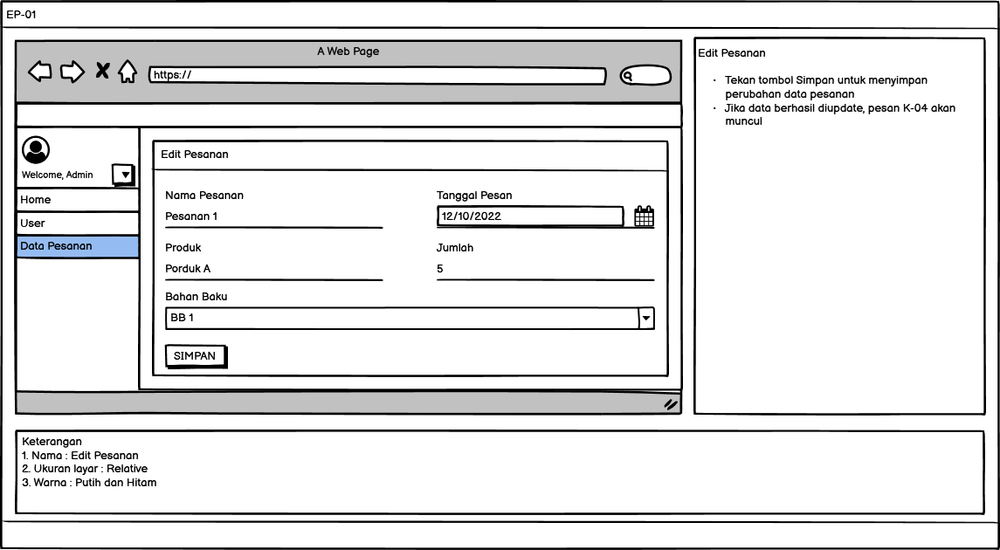 EP-01
A Web Page
https://
Welcome, Admin
Home
User
Data Pesanan
Edit Pesanan
Nama Pesanan
Tanggal Pesan
Pesanan 1
12/10/2022
Produk
Jumlah
Porduk A
5
Bahan Baku
BB 1
SIMPAN
Edit Pesanan
· Tekan tombol Simpan untuk menyimpan
perubahan data pesanan
· Jika data berhasil diupdate, pesan K-04 akan
muncul
Keterangan
1. Nama : Edit Pesanan
2. Ukuran layar : Relative
3. Warna : Putih dan Hitam